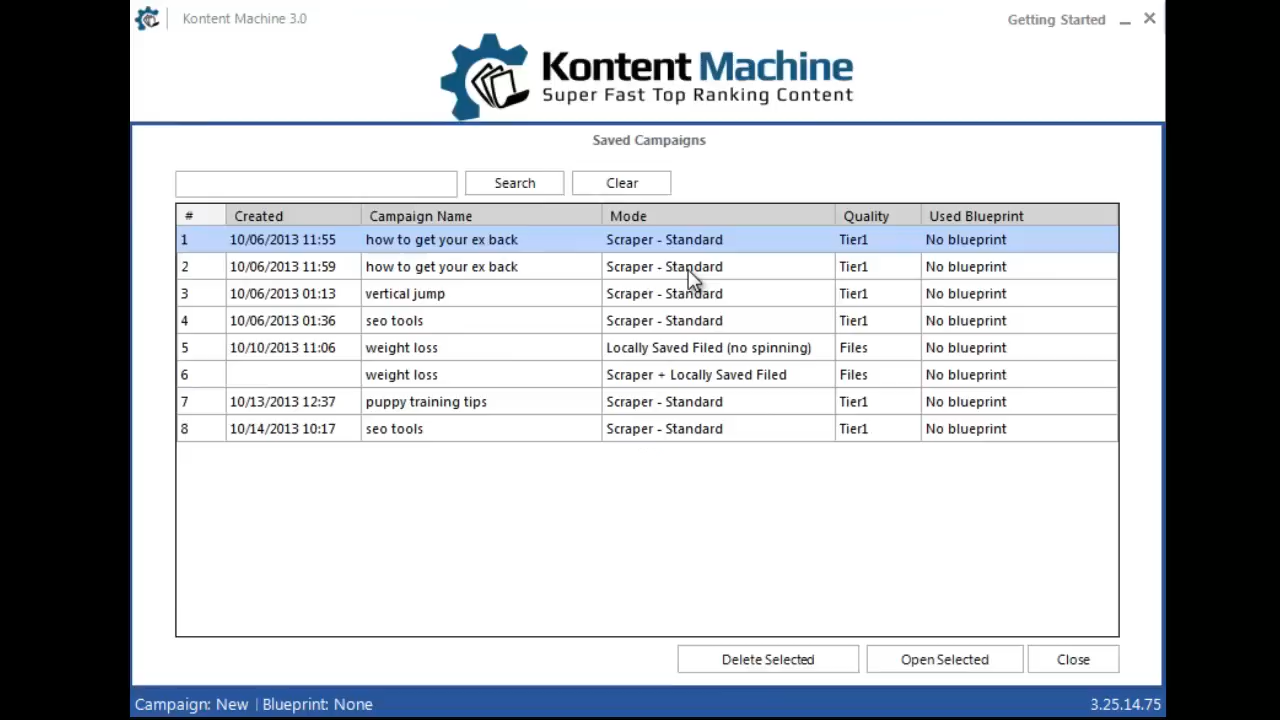 Kontent Machine 3.0 Getting Started
Kontent Machine
Super Fast Top Ranking Content
Saved Campaigns
Search Clear
# Created Campaign Name Mode Quality Used Blueprint
1 10/06/2013 11:55 how to get your ex back Scraper - Standard Tier1 No blueprint
2 10/06/2013 11:59 how to get your ex back Scraper - Standard Tier1 No blueprint
3 10/06/2013 01:13 vertical jump Scraper - Standard Tier1 No blueprint
4 10/06/2013 01:36 seo tools Scraper - Standard Tier1 No blueprint
5 10/10/2013 11:06 weight loss Locally Saved Filed (no spinning) Files No blueprint
6 weight loss Scraper + Locally Saved Filed Files No blueprint
7 10/13/2013 12:37 puppy training tips Scraper - Standard Tier1 No blueprint
8 10/14/2013 10:17 seo tools Scraper - Standard Tier1 No blueprint
Delete Selected Open Selected Close
Campaign: New | Blueprint: None 3.25.14.75